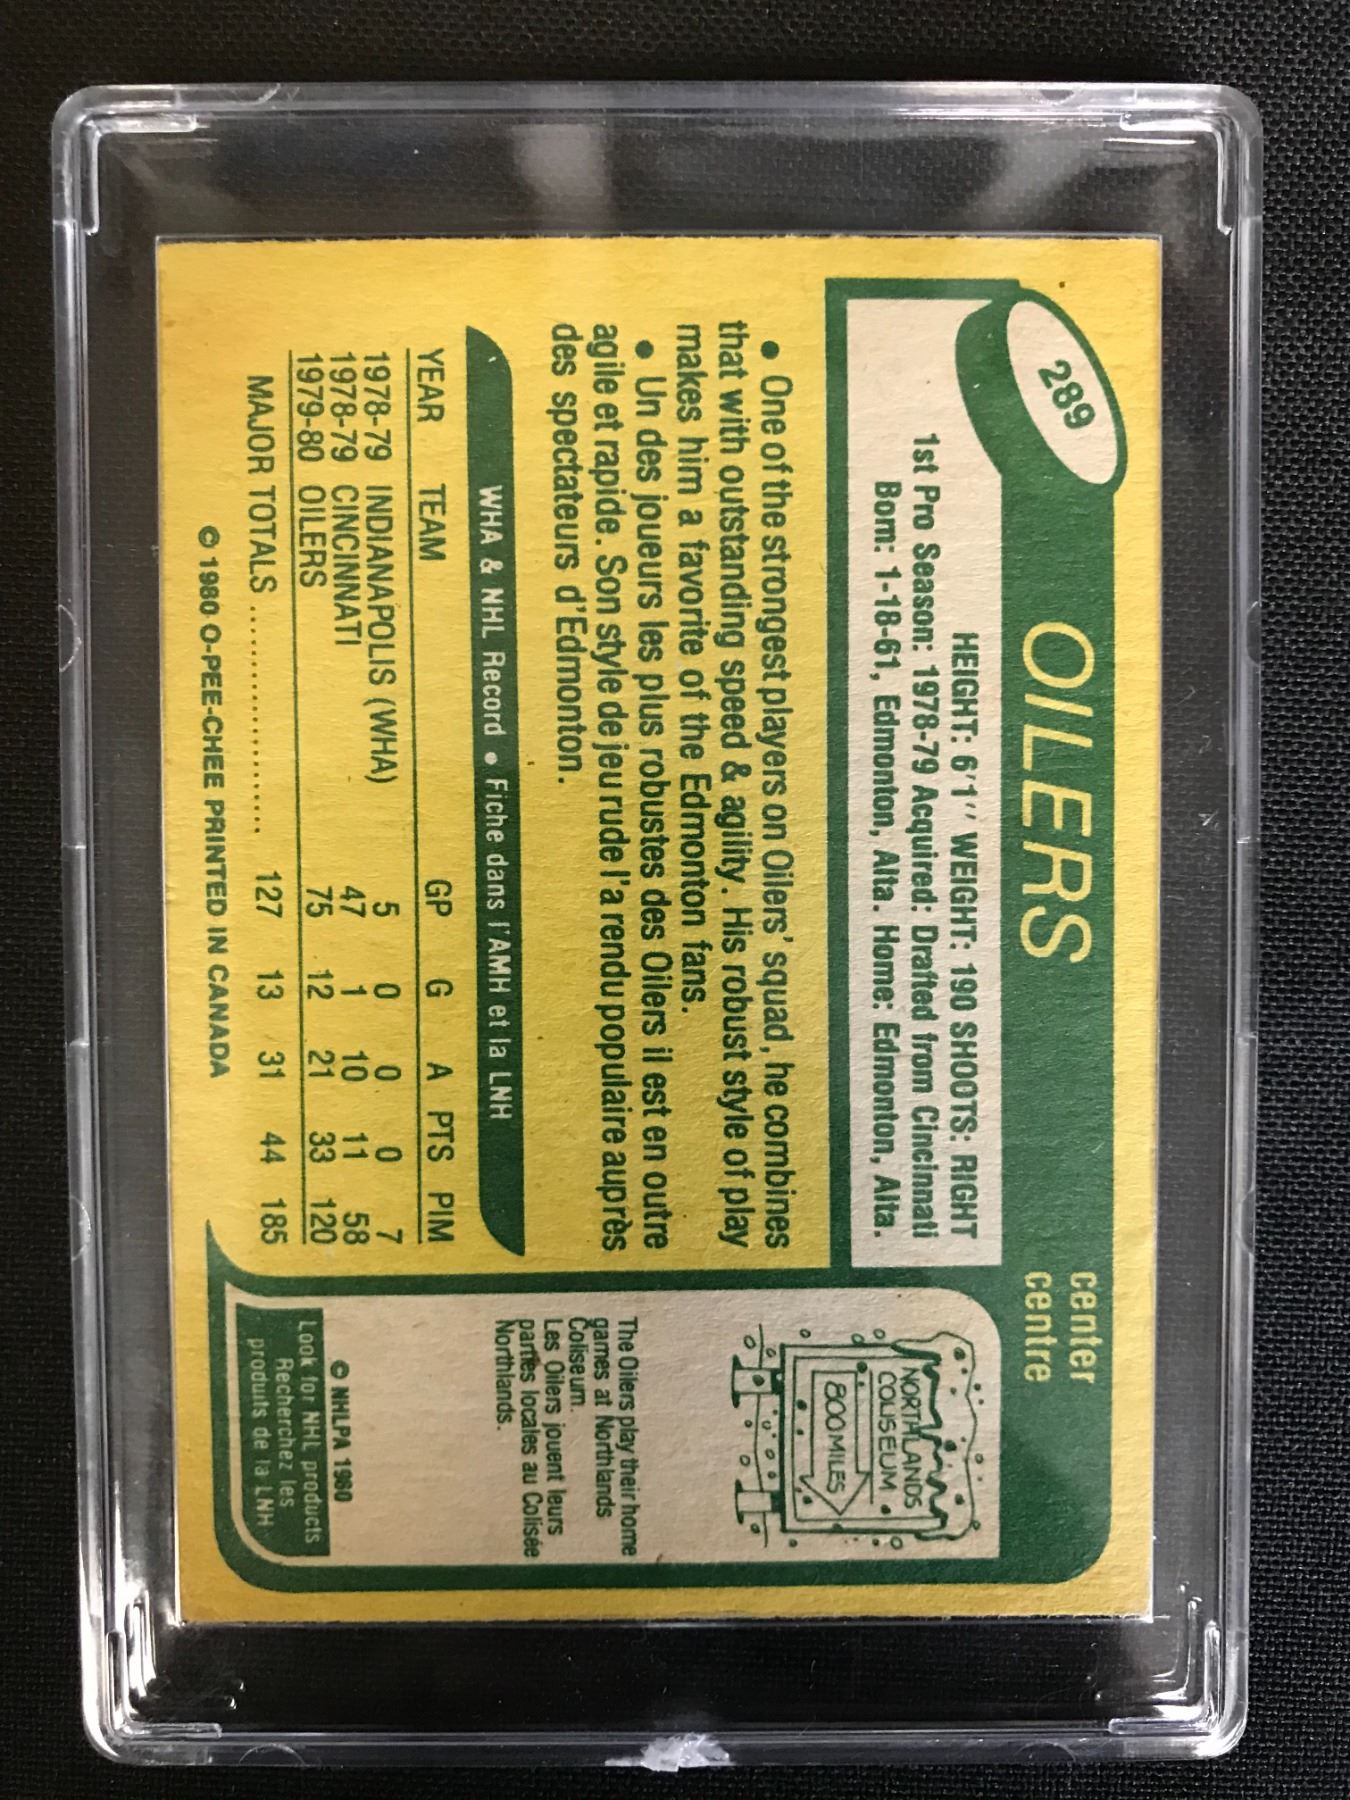 289
OILERS
center
centre
HEIGHT: 6'1'' WEIGHT: 190 SHOOTS: RIGHT
1st Pro Season: 1978-79 Acquired: Drafted from Cincinnati
Born: 1-18-61, Edmonton, Alta. Home: Edmonton, Alta.
• One of the strongest players on Oilers' squad, he combines
that with outstanding speed & agility. His robust style of play
makes him a favorite of the Edmonton fans.
• Un des joueurs les plus robustes des Oilers il est en outre
agile et rapide. Son style de jeu rude l'a rendu populaire auprès
des spectateurs d'Edmonton.
WHA & NHL Record • Fiche dans l'AMH et la LNH
YEAR TEAM GP G A PTS PIM
1978-79 INDIANAPOLIS (WHA) 5 0 0 0 7
1978-79 CINCINNATI 47 1 10 11 58
1979-80 OILERS 75 12 21 33 120
MAJOR TOTALS ................ 127 13 31 44 185
© 1980 O-PEE-CHEE PRINTED IN CANADA
NORTHLANDS
COLISEUM
800 MILES
The Oilers play their home
games at Northlands
Coliseum.
Les Oilers jouent leurs
parties locales au Colisée
Northlands.
© NHLPA 1980
Look for NHL products
Recherchez les
produits de la LNH